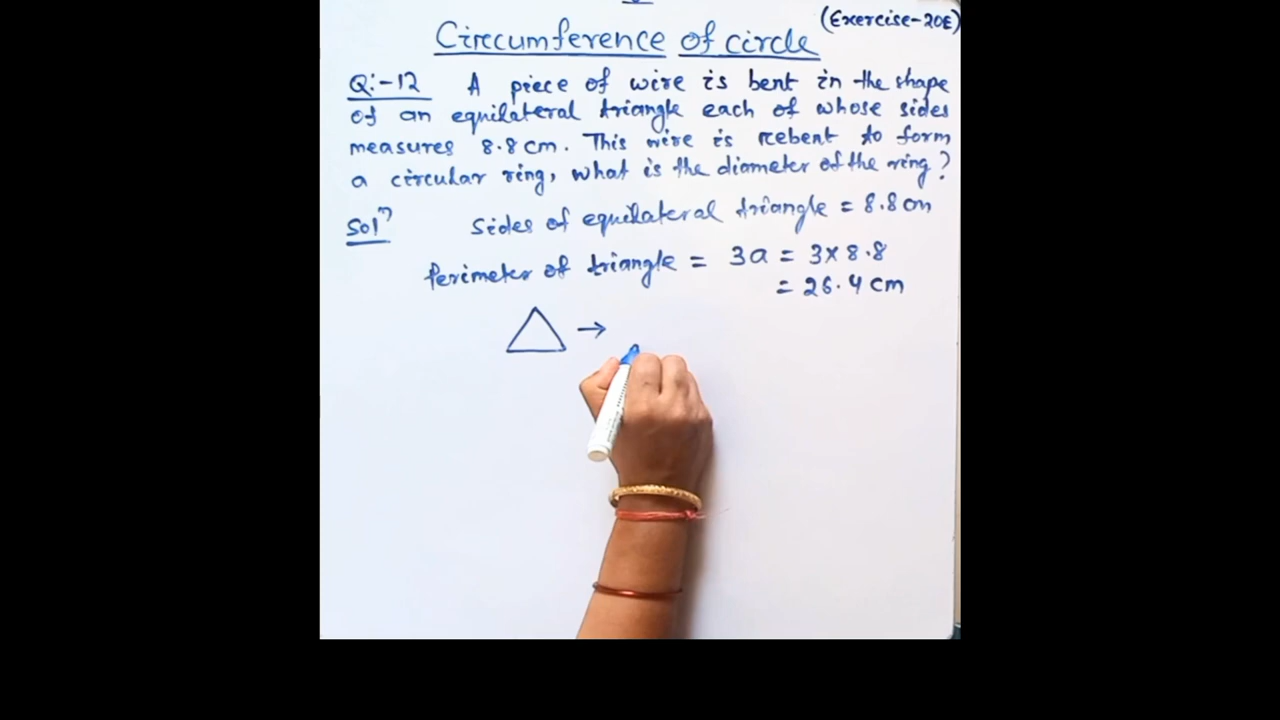 (Exercise-20E)
Circumference of circle
Q:-12 A piece of wire is bent in the shape
of an equilateral triangle each of whose sides
measures 8.8 cm. This wire is rebent to form
a circular ring, what is the diameter of the ring?
Solⁿ) Sides of equilateral triangle = 8.8 cm
Perimeter of triangle = 3a = 3×8.8
= 26.4 cm
→